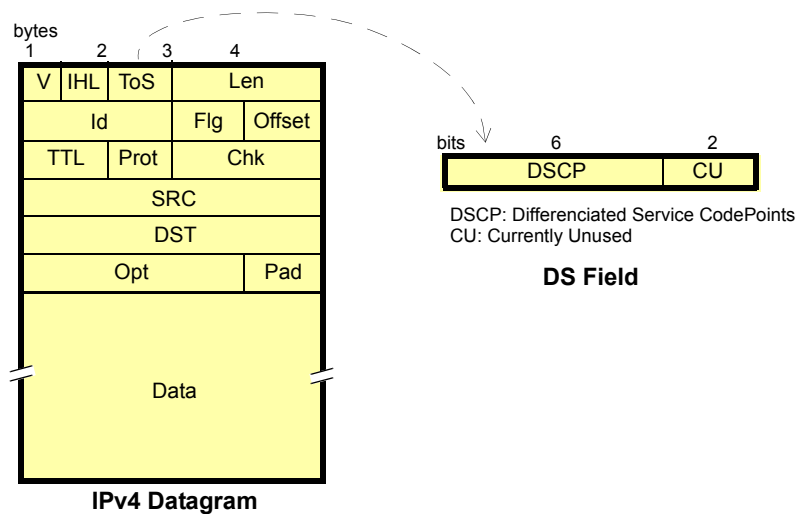 bytes
1 2 3 4
V IHL ToS Len
Id Flg Offset
TTL Prot Chk
SRC
DST
Opt Pad
Data
IPv4 Datagram
bits 6 2
DSCP CU
DSCP: Differenciated Service CodePoints
CU: Currently Unused
DS Field